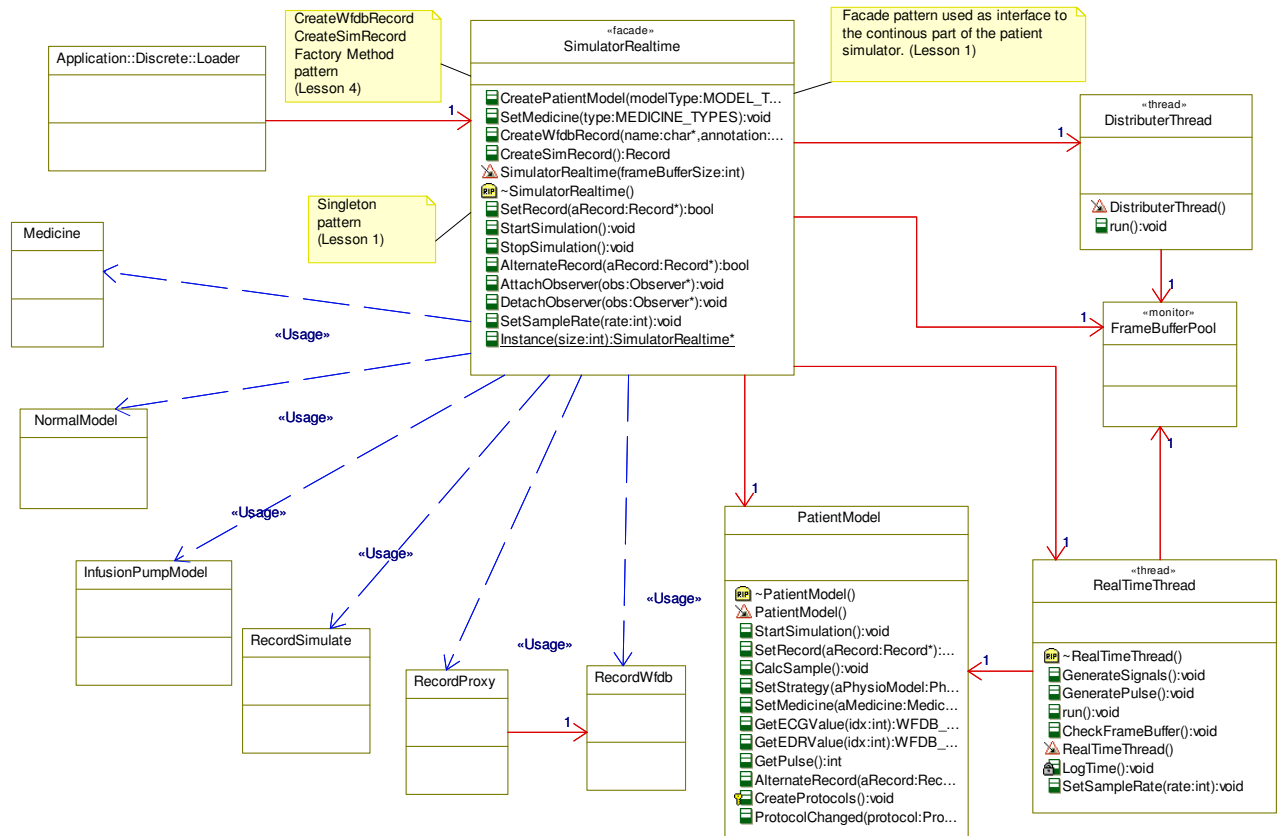 CreateWfdbRecord
CreateSimRecord
Factory Method
pattern
(Lesson 4)
«facade»
SimulatorRealtime
CreatePatientModel(modelType:MODEL_T...
SetMedicine(type:MEDICINE_TYPES):void
CreateWfdbRecord(name:char*,annotation:...
CreateSimRecord():Record
SimulatorRealtime(frameBufferSize:int)
RIP ~SimulatorRealtime()
SetRecord(aRecord:Record*):bool
StartSimulation():void
StopSimulation():void
AlternateRecord(aRecord:Record*):bool
AttachObserver(obs:Observer*):void
DetachObserver(obs:Observer*):void
SetSampleRate(rate:int):void
Instance(size:int):SimulatorRealtime*
Facade pattern used as interface to
the continous part of the patient
simulator. (Lesson 1)
Application::Discrete::Loader
1
Singleton
pattern
(Lesson 1)
«thread»
DistributerThread
DistributerThread()
run():void
1
1
«monitor»
FrameBufferPool
1
1
Medicine
«Usage»
NormalModel
«Usage»
InfusionPumpModel
«Usage»
RecordSimulate
«Usage»
RecordProxy
«Usage»
1
RecordWfdb
«Usage»
1
PatientModel
RIP ~PatientModel()
PatientModel()
StartSimulation():void
SetRecord(aRecord:Record*):...
CalcSample():void
SetStrategy(aPhysioModel:Ph...
SetMedicine(aMedicine:Medic...
GetECGValue(idx:int):WFDB_...
GetEDRValue(idx:int):WFDB_...
GetPulse():int
AlternateRecord(aRecord:Rec...
CreateProtocols():void
ProtocolChanged(protocol:Pro...
1
1
«thread»
RealTimeThread
RIP ~RealTimeThread()
GenerateSignals():void
GeneratePulse():void
run():void
CheckFrameBuffer():void
RealTimeThread()
LogTime():void
SetSampleRate(rate:int):void